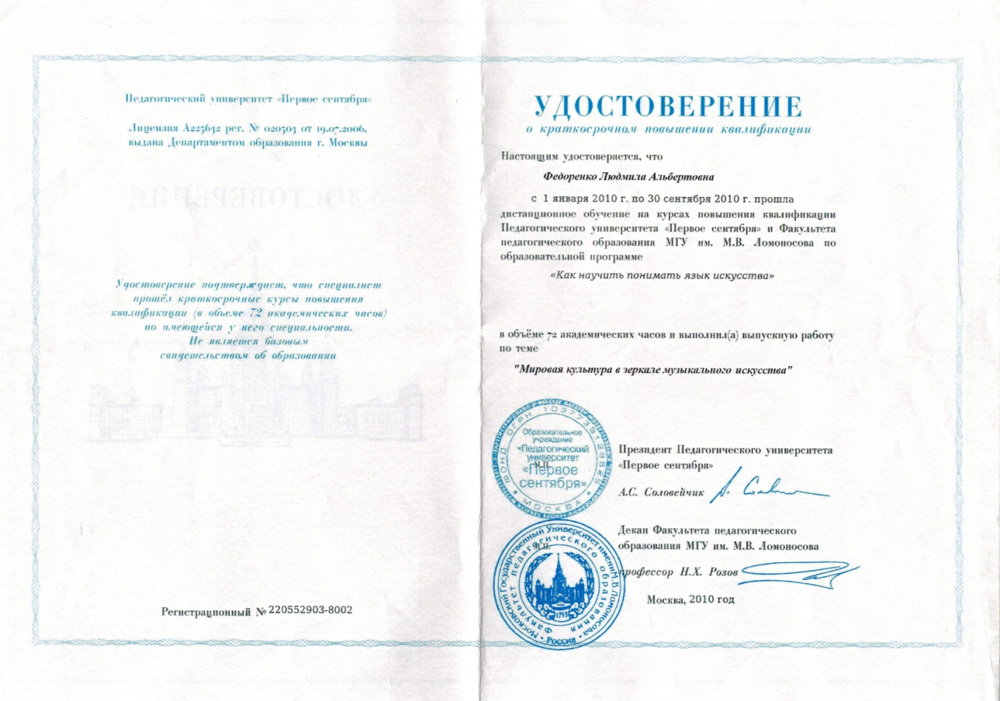 Педагогический университет «Первое сентября»
Лицензия А225632 рег. № 020503 от 19.07.2006,
выдана Департаментом образования г. Москвы
УДОСТОВЕРЕНИЕ
Удостоверение подтверждает, что специалист
прошёл краткосрочные курсы повышения
квалификации (в объеме 72 академических часов)
по имеющейся у него специальности.
Не является базовым
свидетельством об образовании
Регистрационный № 220552903-8002
УДОСТОВЕРЕНИЕ
о краткосрочном повышении квалификации
Настоящим удостоверяется, что
Федоренко Людмила Альбертовна
с 1 января 2010 г. по 30 сентября 2010 г. прошла
дистанционное обучение на курсах повышения квалификации
Педагогического университета «Первое сентября» и Факультета
педагогического образования МГУ им. М.В. Ломоносова по
образовательной программе
«Как научить понимать язык искусства»
в объёме 72 академических часов и выполнил(а) выпускную работу
по теме
"Мировая культура в зеркале музыкального искусства"
ФОНД ОГРН 1037739128525
Образовательное
учреждение
«Педагогический
университет
М.П.
«Первое
сентября»
* МОСКВА *
Президент Педагогического университета
«Первое сентября»
А.С. Соловейчик
Московский Государственный Университет имени М.В. Ломоносова
Факультет педагогического образования
М.П.
1755
• Россия •
Декан Факультета педагогического
образования МГУ им. М.В. Ломоносова
профессор Н.Х. Розов
Москва, 2010 год